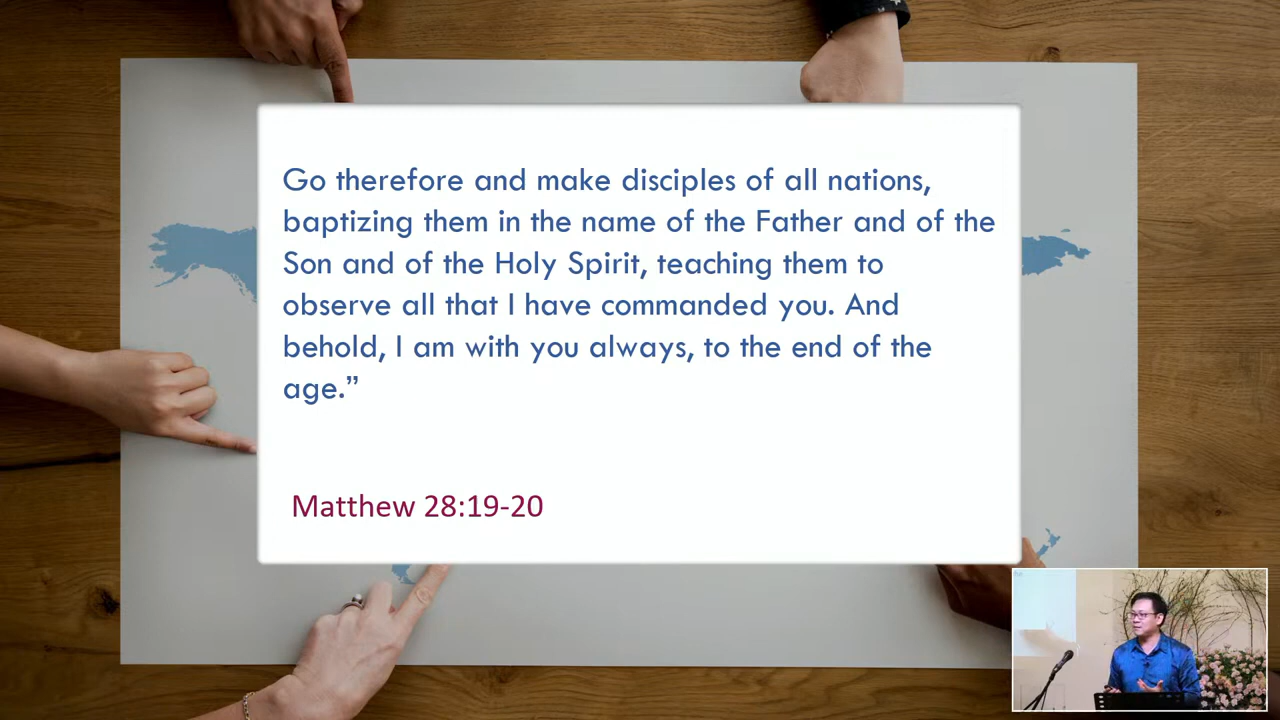 Go therefore and make disciples of all nations,
baptizing them in the name of the Father and of the
Son and of the Holy Spirit, teaching them to
observe all that I have commanded you. And
behold, I am with you always, to the end of the
age.”
Matthew 28:19-20